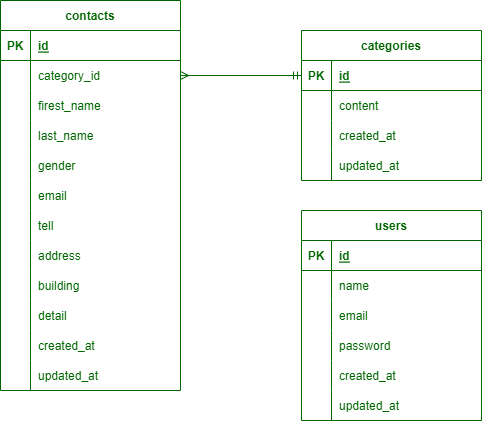 contacts
PK id
category_id
firest_name
last_name
gender
email
tell
address
building
detail
created_at
updated_at
categories
PK id
content
created_at
updated_at
users
PK id
name
email
password
created_at
updated_at